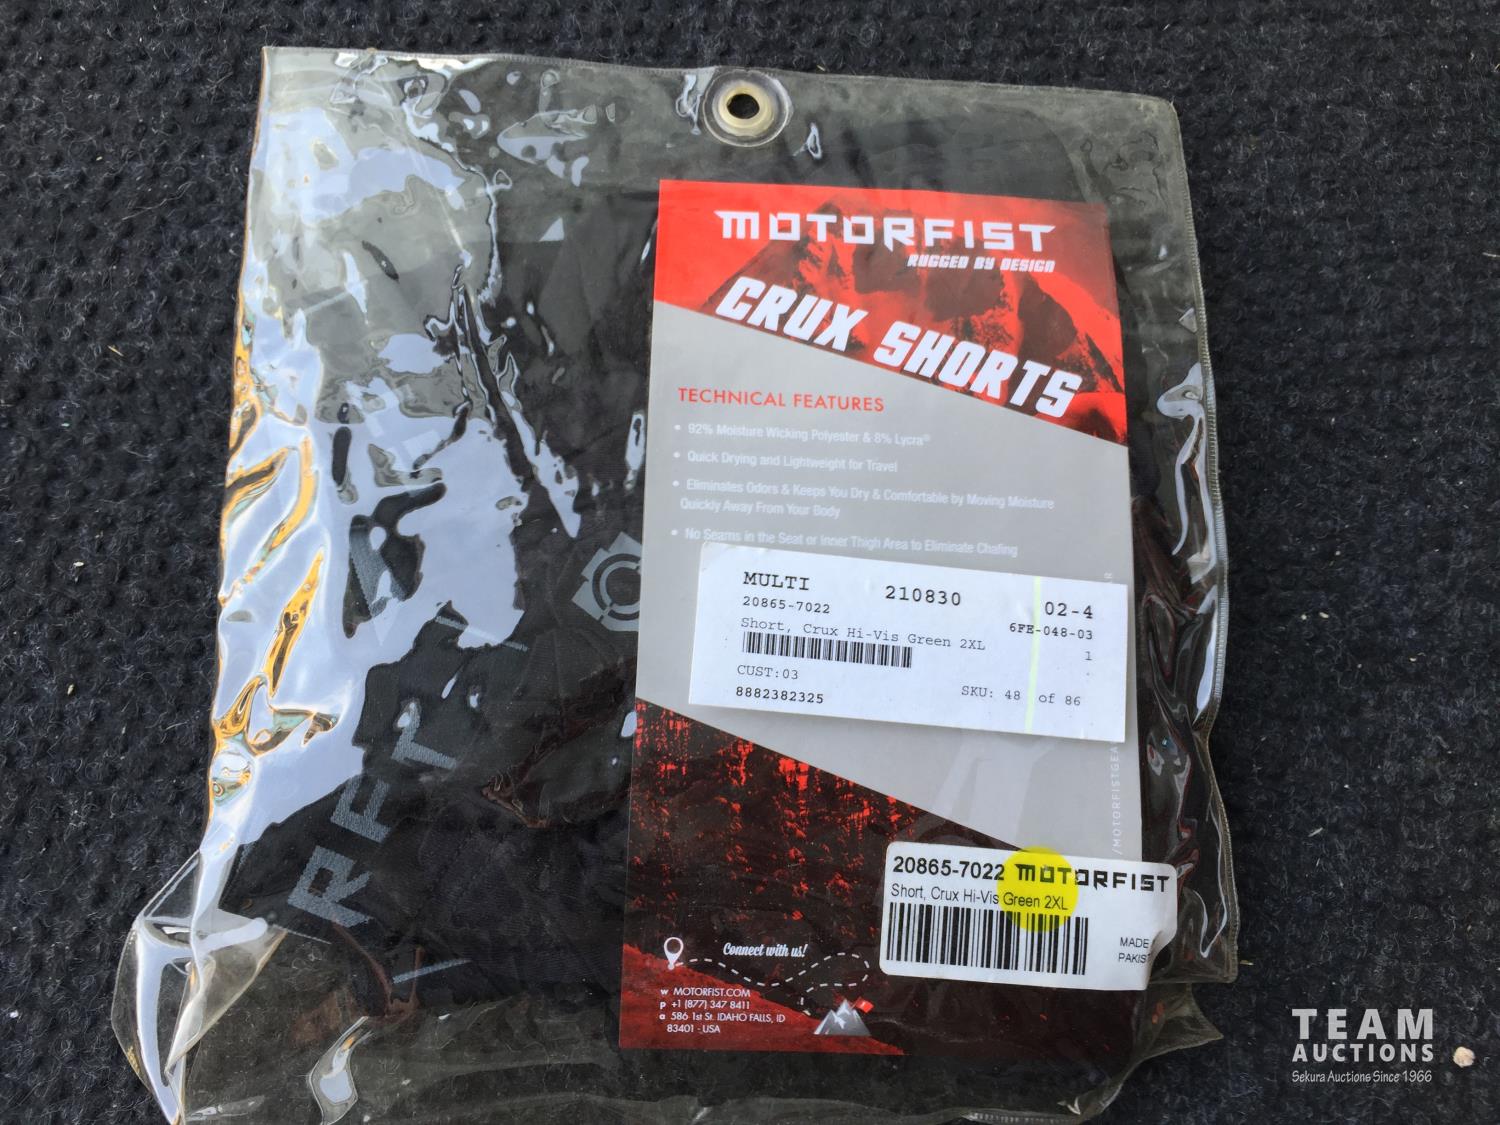 MOTORFIST
RUGGED BY DESIGN
CRUX SHORTS
TECHNICAL FEATURES
• 92% Moisture Wicking Polyester & 8% Lycra®
• Quick Drying and Lightweight for Travel
• Eliminates Odors & Keeps You Dry & Comfortable by Moving Moisture
Quickly Away From Your Body
• No Seams in the Seat or Inner Thigh Area to Eliminate Chafing
MULTI 210830 02-4
20865-7022 6FE-048-03
Short, Crux Hi-Vis Green 2XL 1
CUST:03
8882382325 SKU: 48 of 86
/MOTORFISTGEAR
RFIT
20865-7022 MOTORFIST
Short, Crux Hi-Vis Green 2XL
MADE
PAKIST
Connect with us!
w MOTORFIST.COM
p +1 (877) 347 8411
a 586 1st St. IDAHO FALLS, ID
83401 - USA
TEAM
AUCTIONS
Sekura Auctions Since 1966